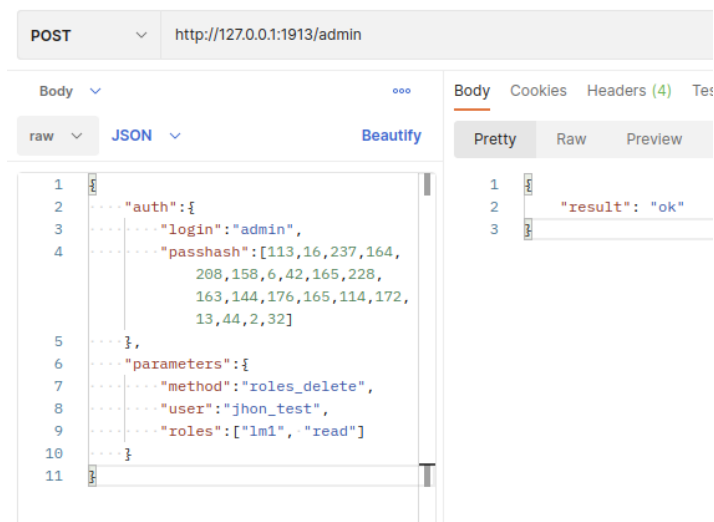 POST http://127.0.0.1:1913/admin
Body
raw JSON Beautify
1 {
2 "auth":{
3 "login":"admin",
4 "passhash":[113,16,237,164,
208,158,6,42,165,228,
163,144,176,165,114,172,
13,44,2,32]
5 },
6 "parameters":{
7 "method":"roles_delete",
8 "user":"jhon_test",
9 "roles":["lm1", "read"]
10 }
11 }
Body Cookies Headers (4) Tes
Pretty Raw Preview
1 {
2 "result": "ok"
3 }